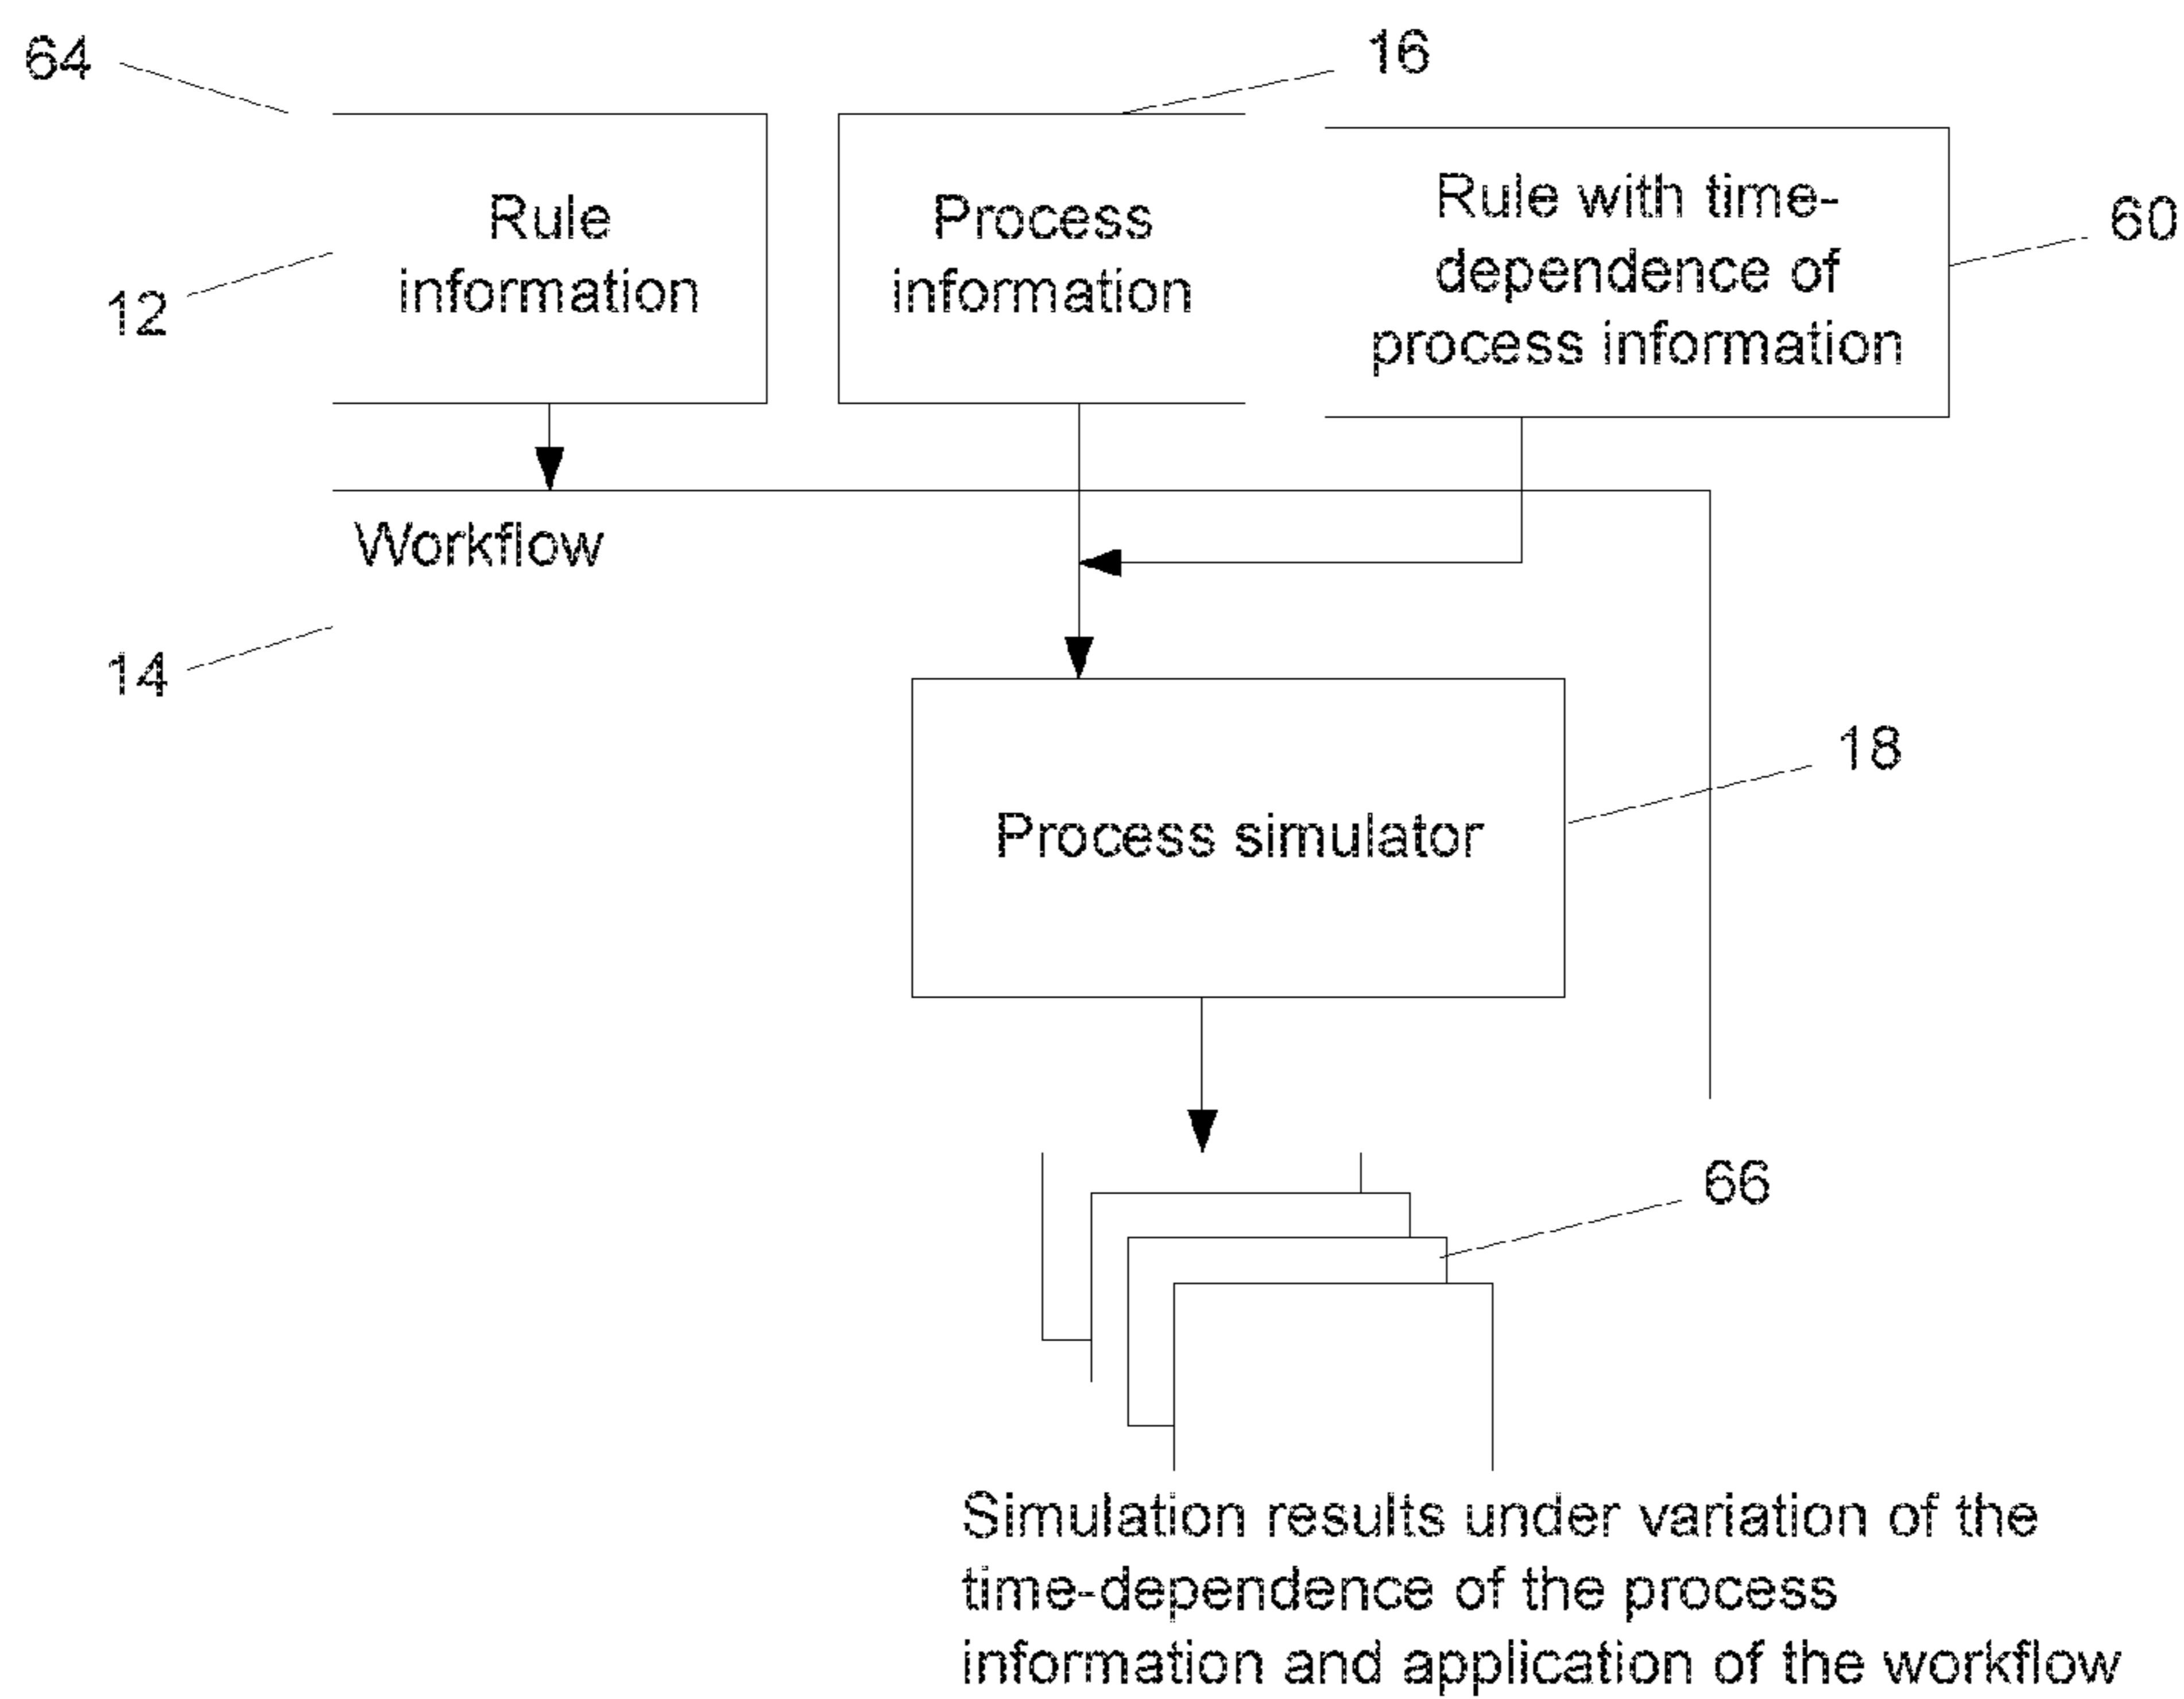 64
16
Rule
information
Process
information
Rule with time-
dependence of
process information
60
12
Workflow
14
18
Process simulator
66
Simulation results under variation of the
time-dependence of the process
information and application of the workflow